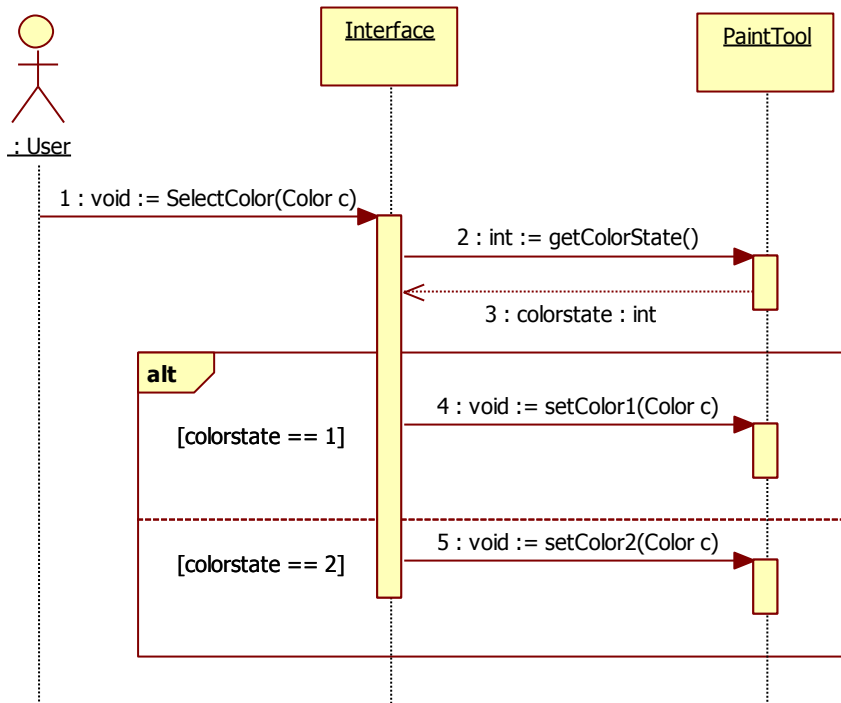 Interface
PaintTool
: User
1 : void := SelectColor(Color c)
2 : int := getColorState()
3 : colorstate : int
alt
4 : void := setColor1(Color c)
[colorstate == 1]
5 : void := setColor2(Color c)
[colorstate == 2]